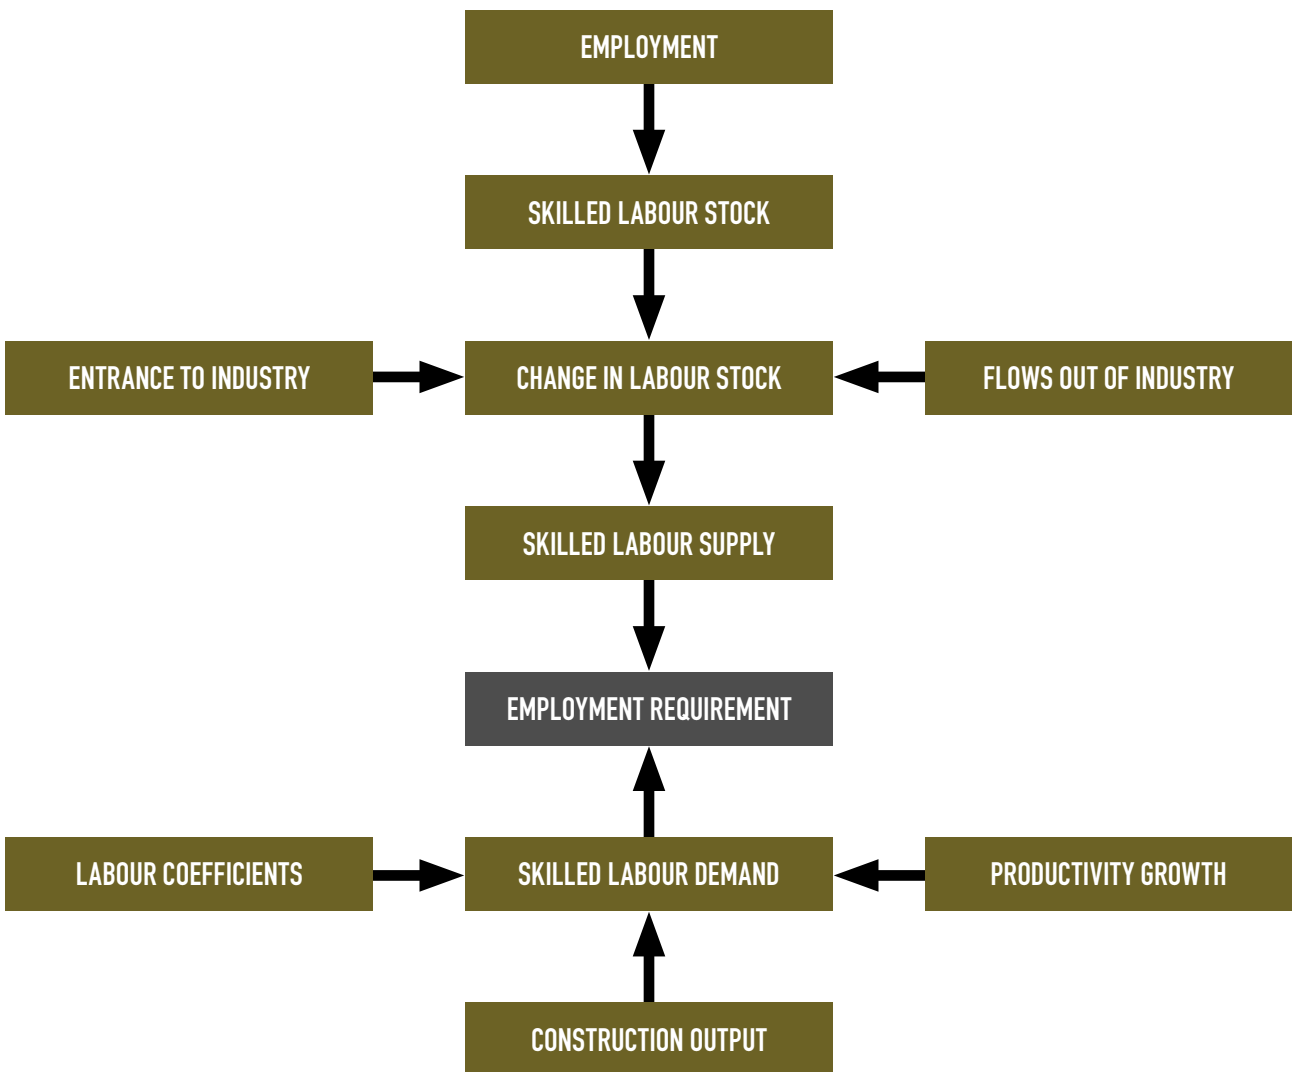 EMPLOYMENT
SKILLED LABOUR STOCK
ENTRANCE TO INDUSTRY
CHANGE IN LABOUR STOCK
FLOWS OUT OF INDUSTRY
SKILLED LABOUR SUPPLY
EMPLOYMENT REQUIREMENT
LABOUR COEFFICIENTS
SKILLED LABOUR DEMAND
PRODUCTIVITY GROWTH
CONSTRUCTION OUTPUT